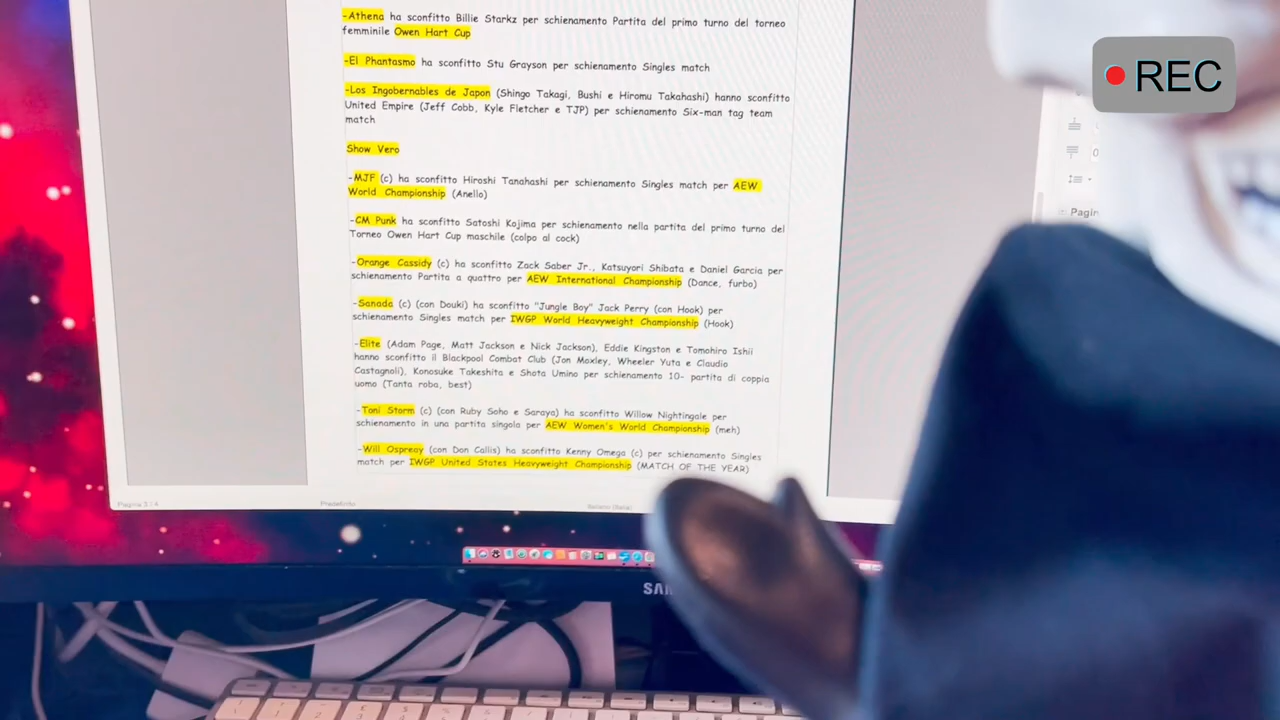 -Athena ha sconfitto Billie Starkz per schienamento Partita del primo turno del torneo
femminile Owen Hart Cup
-El Phantasmo ha sconfitto Stu Grayson per schienamento Singles match
-Los Ingobernables de Japon (Shingo Takagi, Bushi e Hiromu Takahashi) hanno sconfitto
United Empire (Jeff Cobb, Kyle Fletcher e TJP) per schienamento Six-man tag team
match
Show Vero
-MJF (c) ha sconfitto Hiroshi Tanahashi per schienamento Singles match per AEW
World Championship (Anello)
-CM Punk ha sconfitto Satoshi Kojima per schienamento nella partita del primo turno del
Torneo Owen Hart Cup maschile (colpo al cock)
-Orange Cassidy (c) ha sconfitto Zack Saber Jr., Katsuyori Shibata e Daniel Garcia per
schienamento Partita a quattro per AEW International Championship (Dance, furbo)
-Sanada (c) (con Douki) ha sconfitto "Jungle Boy" Jack Perry (con Hook) per
schienamento Singles match per IWGP World Heavyweight Championship (Hook)
-Elite (Adam Page, Matt Jackson e Nick Jackson), Eddie Kingston e Tomohiro Ishii
hanno sconfitto il Blackpool Combat Club (Jon Moxley, Wheeler Yuta e Claudio
Castagnoli), Konosuke Takeshita e Shota Umino per schienamento 10- partita di coppia
uomo (Tanta roba, best)
-Toni Storm (c) (con Ruby Soho e Saraya) ha sconfitto Willow Nightingale per
schienamento in una partita singola per AEW Women's World Championship (meh)
-Will Ospreay (con Don Callis) ha sconfitto Kenny Omega (c) per schienamento Singles
match per IWGP United States Heavyweight Championship (MATCH OF THE YEAR)
Predefinito
REC
0
Pagin
SA